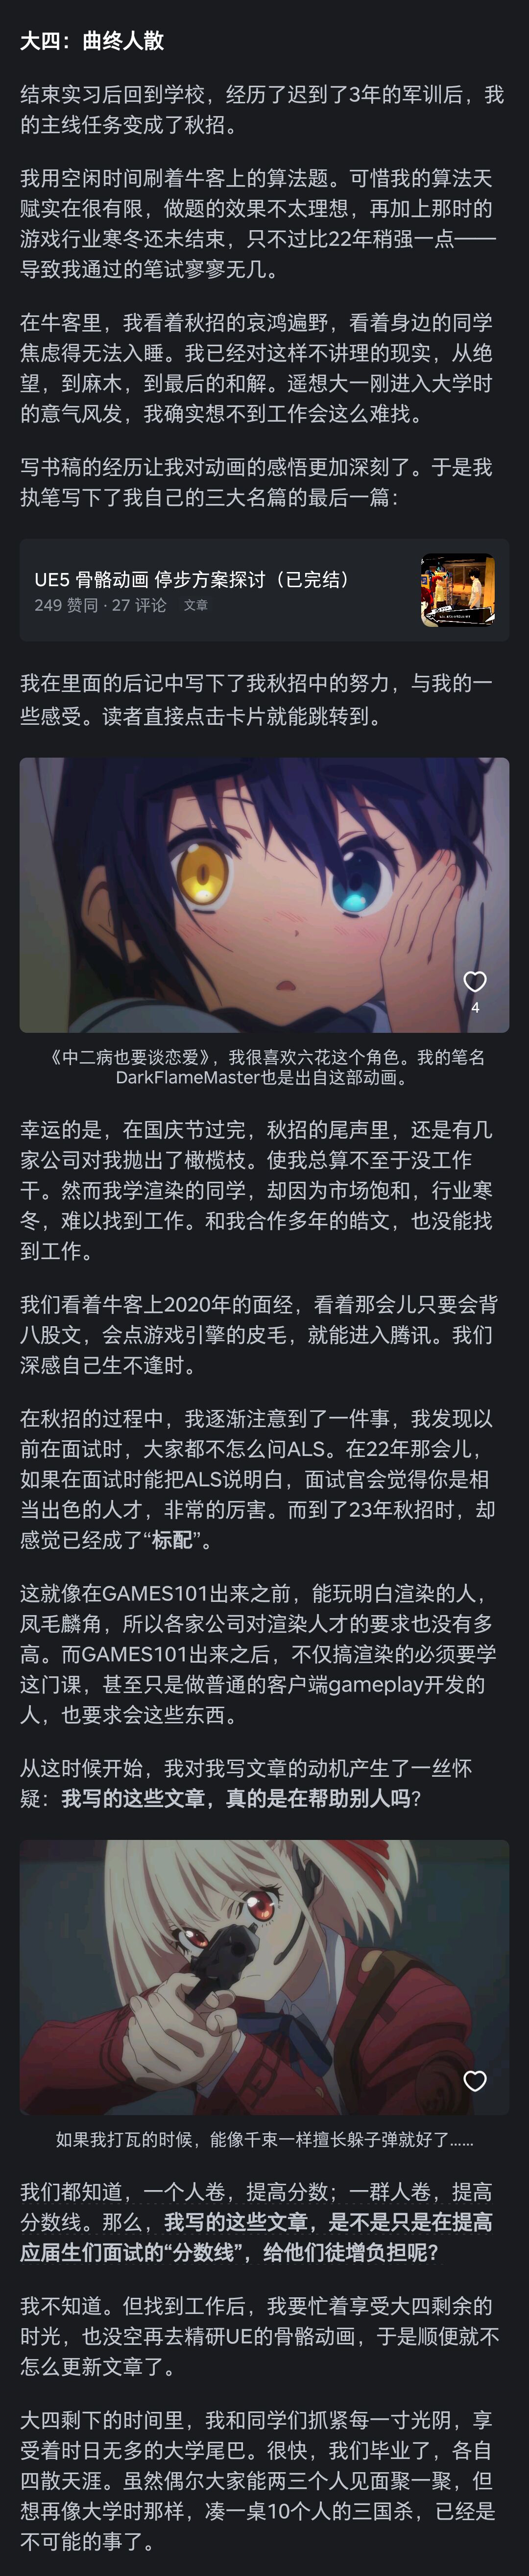 大四：曲终人散
结束实习后回到学校，经历了迟到了3年的军训后，我
的主线任务变成了秋招。
我用空闲时间刷着牛客上的算法题。可惜我的算法天
赋实在很有限，做题的效果不太理想，再加上那时的
游戏行业寒冬还未结束，只不过比22年稍强一点——
导致我通过的笔试寥寥无几。
在牛客里，我看着秋招的哀鸿遍野，看着身边的同学
焦虑得无法入睡。我已经对这样不讲理的现实，从绝
望，到麻木，到最后的和解。遥想大一刚进入大学时
的意气风发，我确实想不到工作会这么难找。
写书稿的经历让我对动画的感悟更加深刻了。于是我
执笔写下了我自己的三大名篇的最后一篇：
UE5 骨骼动画 停步方案探讨（已完结）
249 赞同 · 27 评论 文章
我在里面的后记中写下了我秋招中的努力，与我的一
些感受。读者直接点击卡片就能跳转到。
4
《中二病也要谈恋爱》，我很喜欢六花这个角色。我的笔名
DarkFlameMaster也是出自这部动画。
幸运的是，在国庆节过完，秋招的尾声里，还是有几
家公司对我抛出了橄榄枝。使我总算不至于没工作
干。然而我学渲染的同学，却因为市场饱和，行业寒
冬，难以找到工作。和我合作多年的皓文，也没能找
到工作。
我们看着牛客上2020年的面经，看着那会儿只要会背
八股文，会点游戏引擎的皮毛，就能进入腾讯。我们
深感自己生不逢时。
在秋招的过程中，我逐渐注意到了一件事，我发现以
前在面试时，大家都不怎么问ALS。在22年那会儿，
如果在面试时能把ALS说明白，面试官会觉得你是相
当出色的人才，非常的厉害。而到了23年秋招时，却
感觉已经成了“标配”。
这就像在GAMES101出来之前，能玩明白渲染的人，
凤毛麟角，所以各家公司对渲染人才的要求也没有多
高。而GAMES101出来之后，不仅搞渲染的必须要学
这门课，甚至只是做普通的客户端gameplay开发的
人，也要求会这些东西。
从这时候开始，我对我写文章的动机产生了一丝怀
疑：我写的这些文章，真的是在帮助别人吗？
如果我打瓦的时候，能像千束一样擅长躲子弹就好了……
我们都知道，一个人卷，提高分数；一群人卷，提高
分数线。那么，我写的这些文章，是不是只是在提高
应届生们面试的“分数线”，给他们徒增负担呢？
我不知道。但找到工作后，我要忙着享受大四剩余的
时光，也没空再去精研UE的骨骼动画，于是顺便就不
怎么更新文章了。
大四剩下的时间里，我和同学们抓紧每一寸光阴，享
受着时日无多的大学尾巴。很快，我们毕业了，各自
四散天涯。虽然偶尔大家能两三个人见面聚一聚，但
想再像大学时那样，凑一桌10个人的三国杀，已经是
不可能的事了。